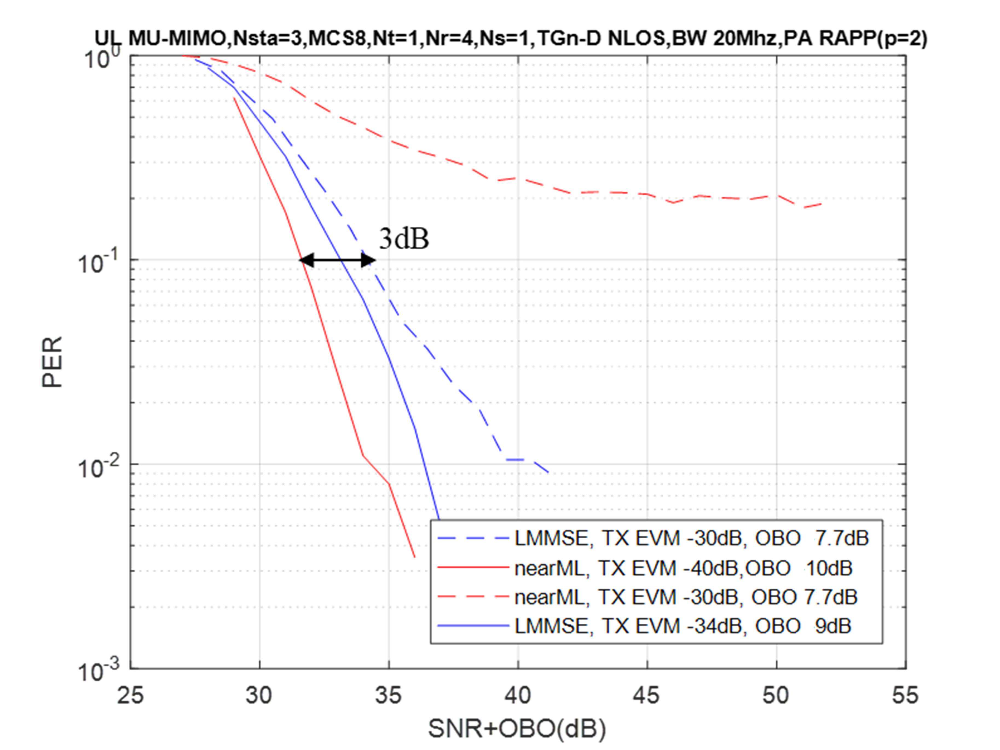 UL MU-MIMO,Nsta=3,MCS8,Nt=1,Nr=4,Ns=1,TGn-D NLOS,BW 20Mhz,PA RAPP(p=2)
10^0
3dB
10^-1
PER
10^-2
LMMSE, TX EVM -30dB, OBO 7.7dB
nearML, TX EVM -40dB,OBO 10dB
nearML, TX EVM -30dB, OBO 7.7dB
LMMSE, TX EVM -34dB, OBO 9dB
10^-3
25 30 35 40 45 50 55
SNR+OBO(dB)